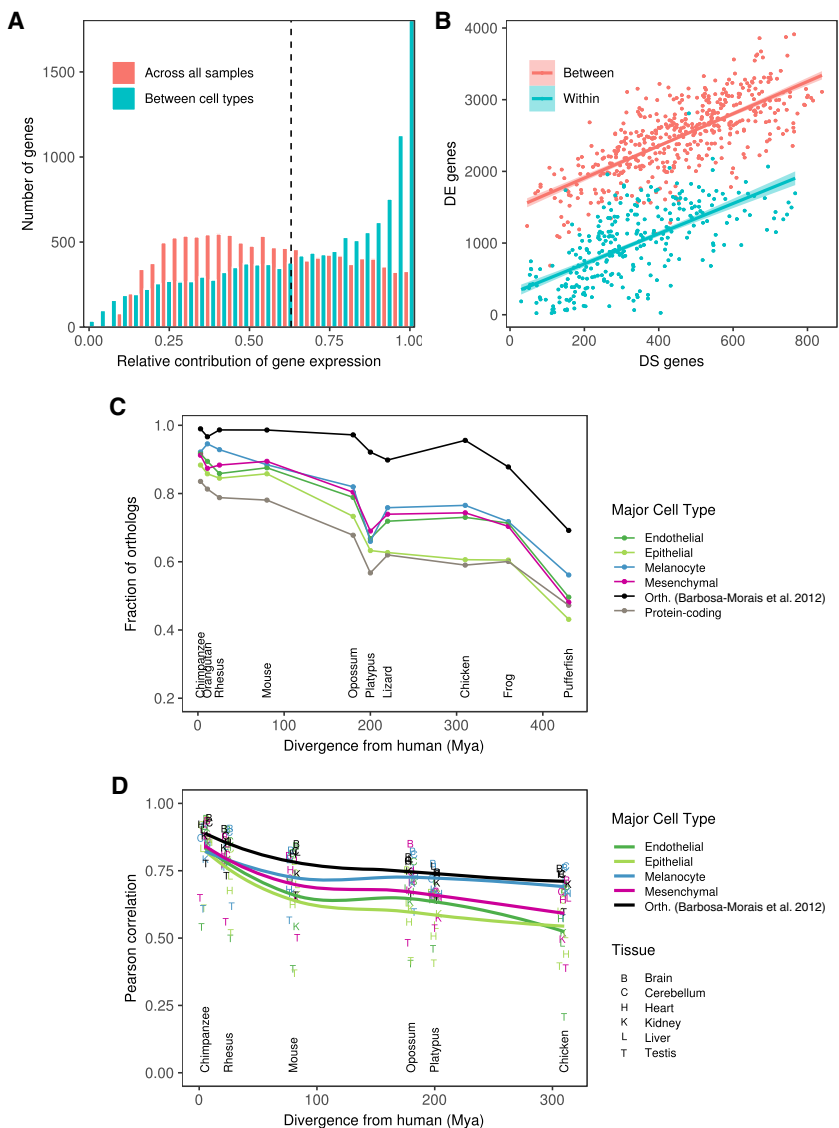 A
Number of genes
1500
1000
500
0
Across all samples
Between cell types
0.00 0.25 0.50 0.75 1.00
Relative contribution of gene expression
B
DE genes
4000
3000
2000
1000
0
Between
Within
0 200 400 600 800
DS genes
C
Fraction of orthologs
1.0
0.8
0.6
0.4
0.2
Chimpanzee
Orangutan
Rhesus
Mouse
Opossum
Platypus
Lizard
Chicken
Frog
Pufferfish
0 100 200 300 400
Divergence from human (Mya)
Major Cell Type
Endothelial
Epithelial
Melanocyte
Mesenchymal
Orth. (Barbosa-Morais et al. 2012)
Protein-coding
D
Pearson correlation
1.00
0.75
0.50
0.25
0.00
Chimpanzee
Rhesus
Mouse
Opossum
Platypus
Chicken
0 100 200 300
Divergence from human (Mya)
Major Cell Type
Endothelial
Epithelial
Melanocyte
Mesenchymal
Orth. (Barbosa-Morais et al. 2012)
Tissue
B Brain
C Cerebellum
H Heart
K Kidney
L Liver
T Testis